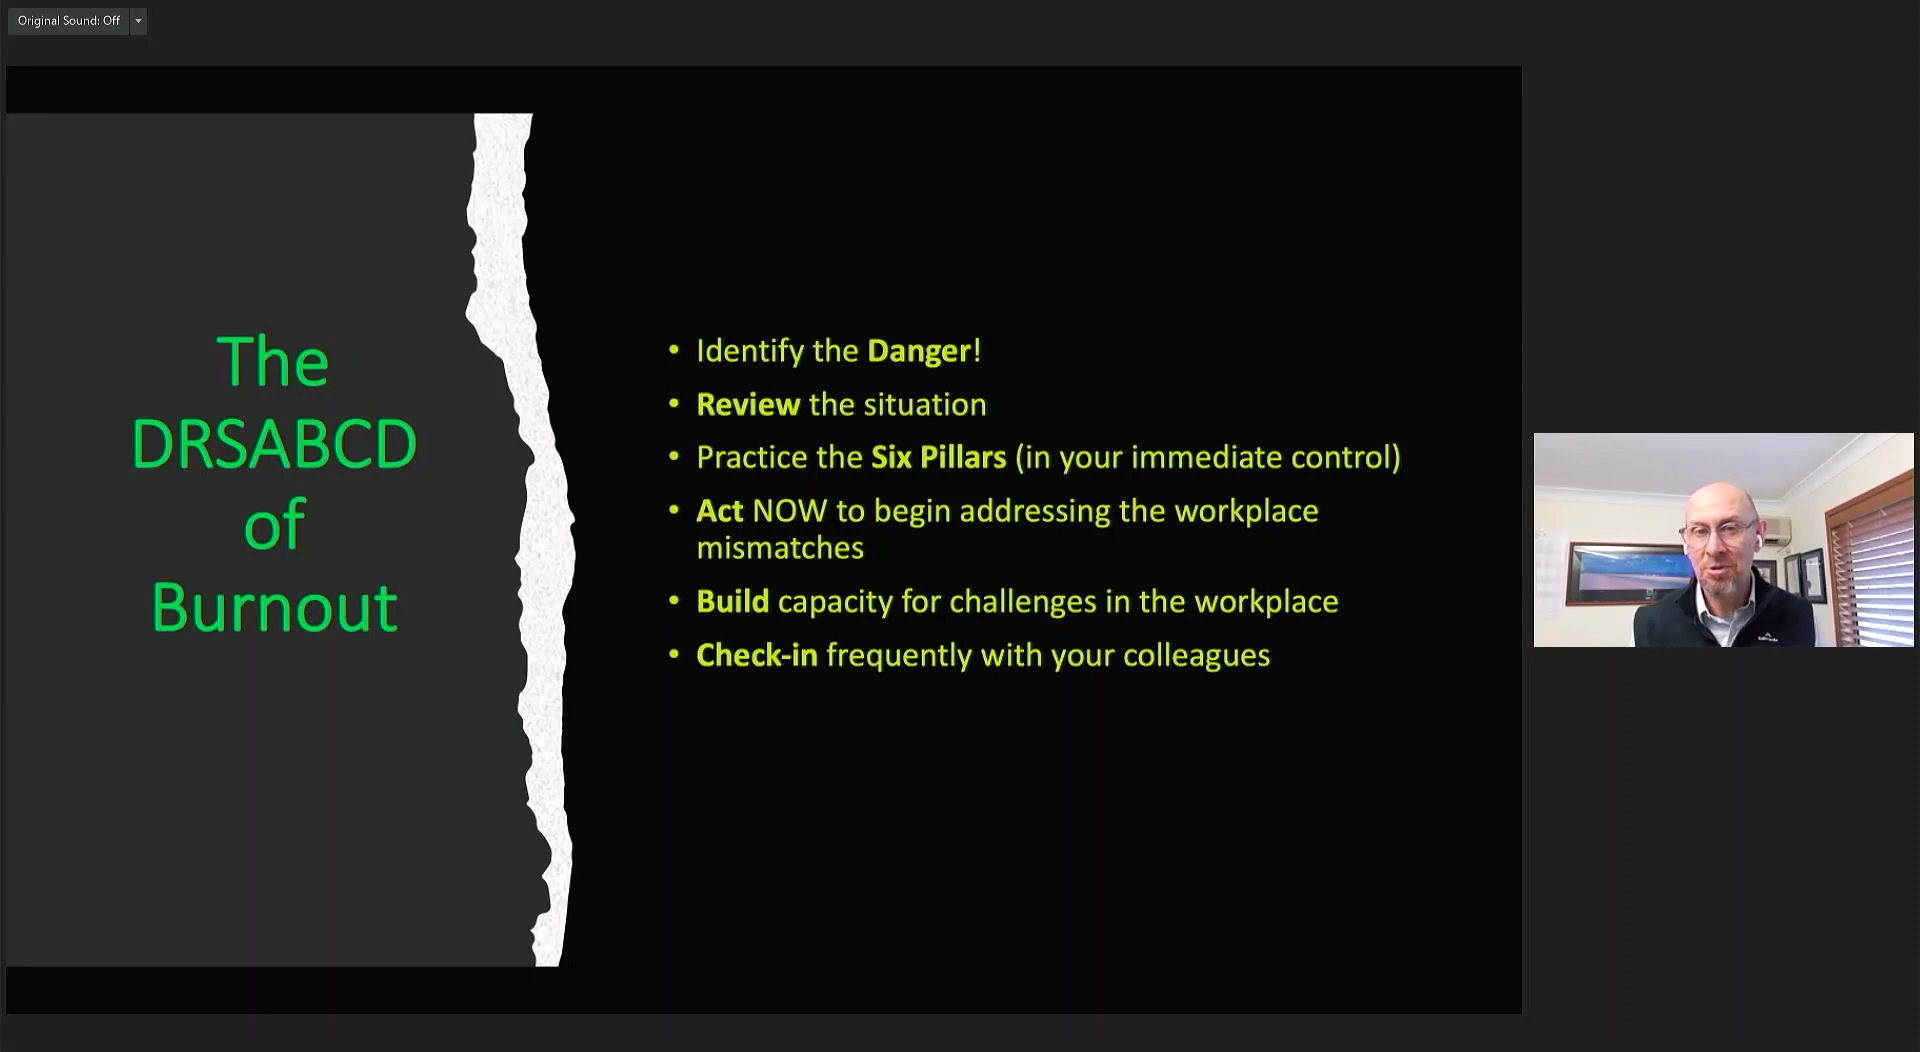 Original Sound: Off
The
DRSABCD
of
Burnout
• Identify the Danger!
• Review the situation
• Practice the Six Pillars (in your immediate control)
• Act NOW to begin addressing the workplace
mismatches
• Build capacity for challenges in the workplace
• Check-in frequently with your colleagues